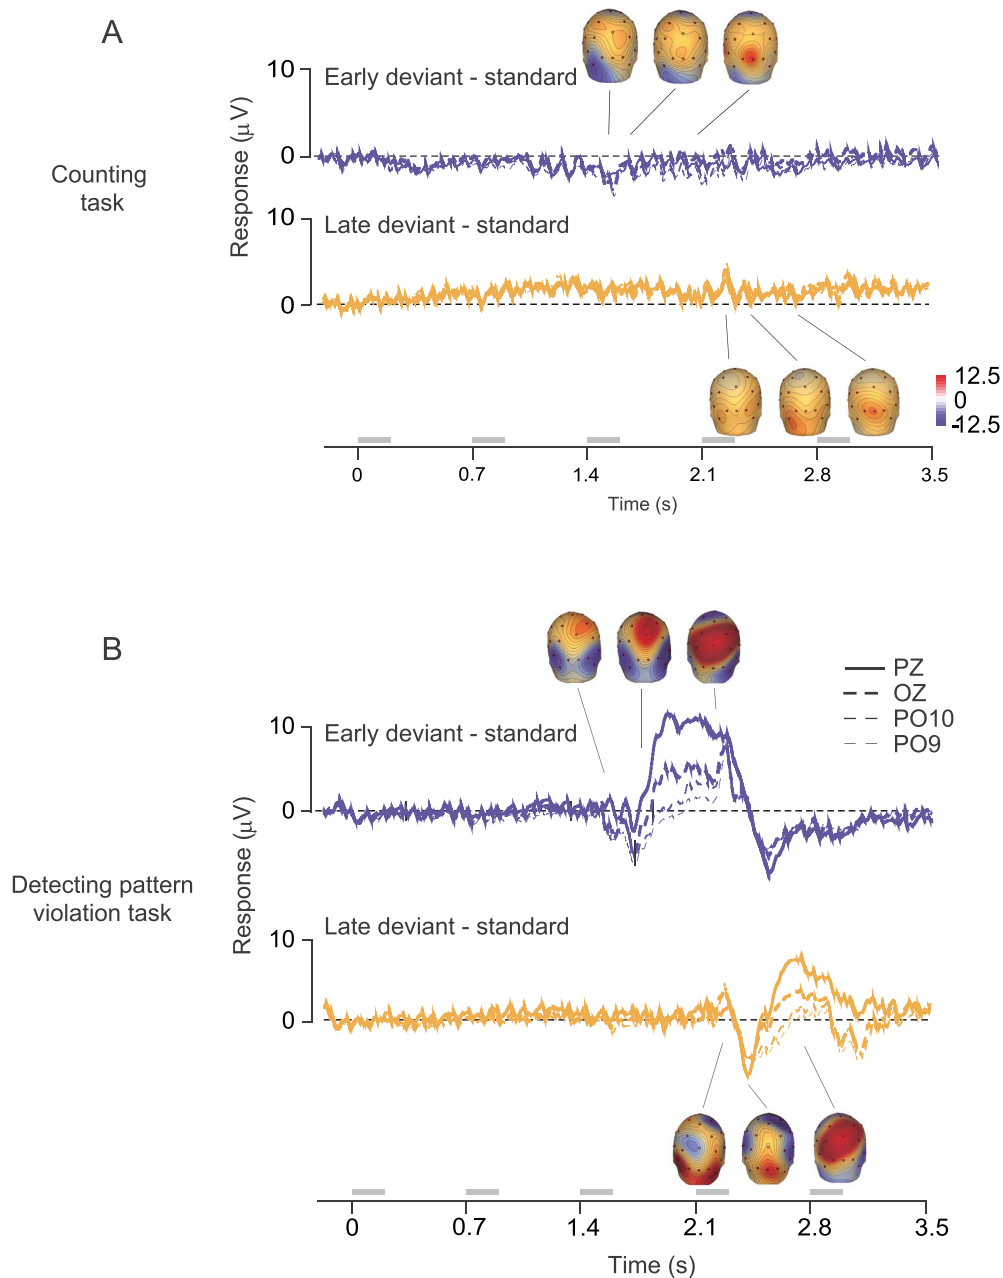 A
Early deviant - standard
10
0
Response (µV)
Counting
task
Late deviant - standard
10
0
12.5
0
-12.5
0 0.7 1.4 2.1 2.8 3.5
Time (s)
B
PZ
OZ
PO10
PO9
Early deviant - standard
10
0
Response (µV)
Detecting pattern
violation task
Late deviant - standard
10
0
0 0.7 1.4 2.1 2.8 3.5
Time (s)